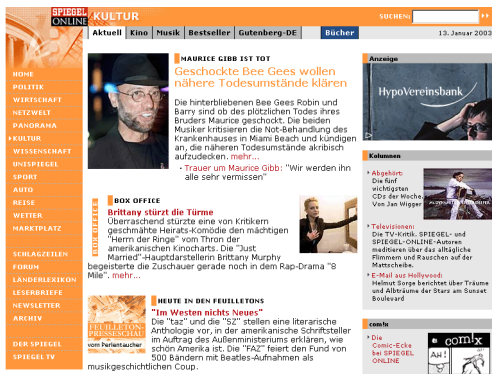 SPIEGEL
ONLINE
KULTUR
SUCHEN:
Aktuell
Kino
Musik
Bestseller
Gutenberg-DE
Bücher
13. Januar 2003
HOME
POLITIK
WIRTSCHAFT
NETZWELT
PANORAMA
KULTUR
WISSENSCHAFT
UNISPIEGEL
SPORT
AUTO
REISE
WETTER
MARKTPLATZ
SCHLAGZEILEN
FORUM
LÄNDERLEXIKON
LESERBRIEFE
NEWSLETTER
ARCHIV
DER SPIEGEL
SPIEGEL TV
MAURICE GIBB IST TOT
Geschockte Bee Gees wollen
nähere Todesumstände klären
Die hinterbliebenen Bee Gees Robin und
Barry sind ob des plötzlichen Todes ihres
Bruders Maurice geschockt. Die beiden
Musiker kritisieren die Not-Behandlung des
Krankenhauses in Miami Beach und kündigen
an, die näheren Todesumstände akribisch
aufzudecken. mehr...
· Trauer um Maurice Gibb: "Wir werden ihn
alle sehr vermissen"
BOX OFFICE
BOX OFFICE
Brittany stürzt die Türme
Überraschend stürzte eine von Kritikern
geschmähte Heirats-Komödie den mächtigen
"Herrn der Ringe" vom Thron der
amerikanischen Kinocharts. Die "Just
Married"-Hauptdarstellerin Brittany Murphy
begeisterte die Zuschauer gerade noch in dem Rap-Drama "8
Mile". mehr...
FEUILLETON-
PRESSESCHAU
vom Perlentaucher
HEUTE IN DEN FEUILLETONS
"Im Westen nichts Neues"
Die "taz" und die "SZ" stellen eine literarische
Anthologie vor, in der amerikanische Schriftsteller
im Auftrag des Außenministeriums erklären, wie
schön Amerika ist. Die "FAZ" feiert den Fund von
500 Bändern mit Beatles-Aufnahmen als
musikgeschichtlichen Coup.
Anzeige
HypoVereinsbank
Kolumnen
Abgehört:
Die fünf
wichtigsten
CDs der Woche.
Von Jan Wigger
Televisionen:
Die TV-Kritik. SPIEGEL- und
SPIEGEL-ONLINE-Autoren
meditieren über das alltägliche
Flimmern und Rauschen auf der
Mattscheibe.
E-Mail aus Hollywood:
Helmut Sorge berichtet über Träume
und Albträume der Stars am Sunset
Boulevard
com!x
Die
Comic-Ecke
bei SPIEGEL
ONLINE
com!x